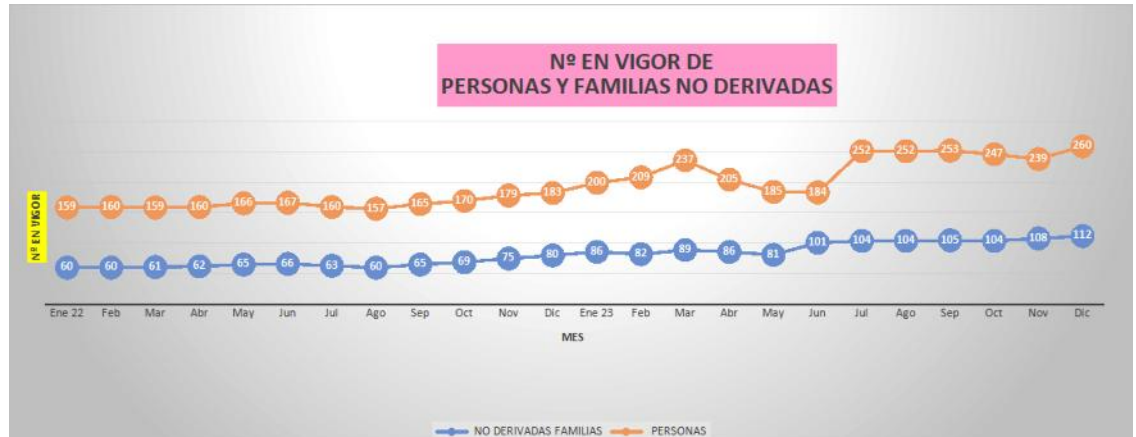 Nº EN VIGOR DE
PERSONAS Y FAMILIAS NO DERIVADAS
Nº EN VIGOR
159 160 159 160 166 167 160 157 165 170 179 183 200 209 237 205 185 184 252 252 253 247 239 260
60 60 61 62 65 66 63 60 65 69 75 80 86 82 89 86 81 101 104 104 105 104 108 112
Ene 22 Feb Mar Abr May Jun Jul Ago Sep Oct Nov Dic Ene 23 Feb Mar Abr May Jun Jul Ago Sep Oct Nov Dic
MES
NO DERIVADAS FAMILIAS PERSONAS